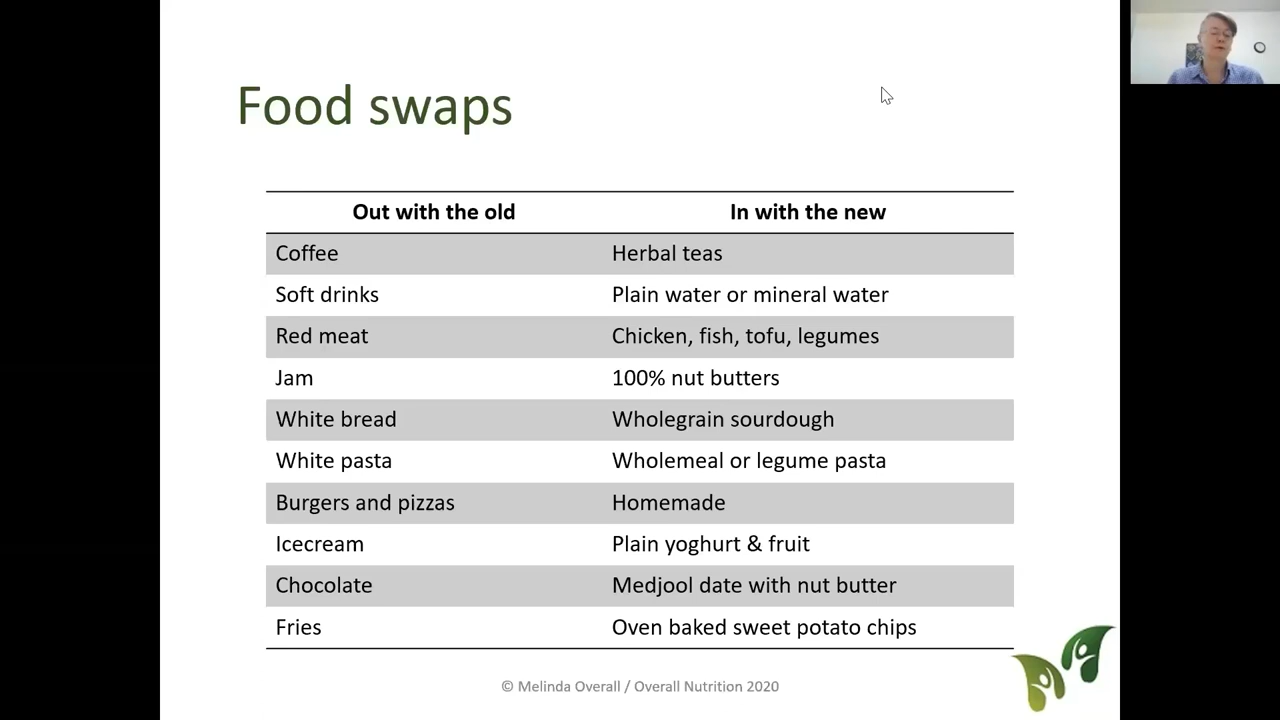 Food swaps
Out with the old In with the new
Coffee Herbal teas
Soft drinks Plain water or mineral water
Red meat Chicken, fish, tofu, legumes
Jam 100% nut butters
White bread Wholegrain sourdough
White pasta Wholemeal or legume pasta
Burgers and pizzas Homemade
Icecream Plain yoghurt & fruit
Chocolate Medjool date with nut butter
Fries Oven baked sweet potato chips
© Melinda Overall / Overall Nutrition 2020